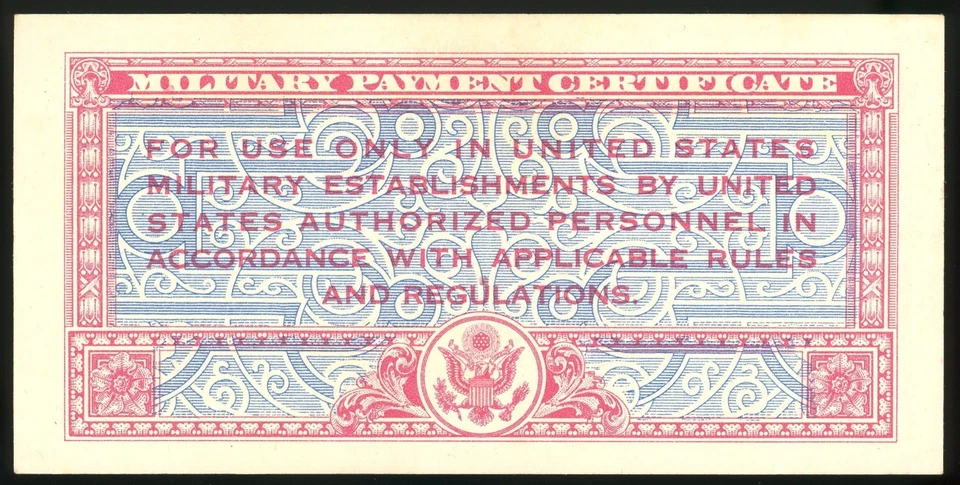 MILITARY PAYMENT CERTIFICATE
FOR USE ONLY IN UNITED STATES
MILITARY ESTABLISHMENTS BY UNITED
STATES AUTHORIZED PERSONNEL IN
ACCORDANCE WITH APPLICABLE RULES
AND REGULATIONS.